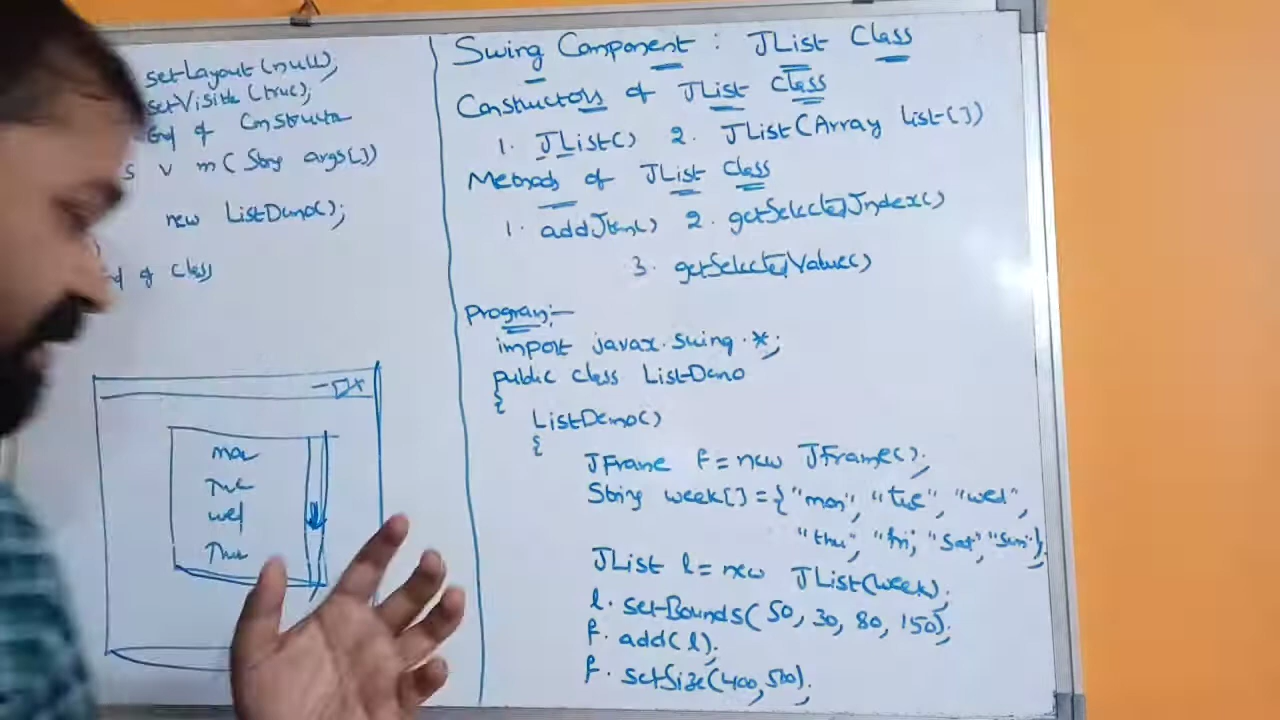 Swing Component : JList Class
Constructors of JList Class
1. JList() 2. JList(Array list[])
Methods of JList Class
1. addItem() 2. getSelectedIndex()
3. getSelectedValue()
Program:-
import javax.swing.*;
public class ListDemo
{
ListDemo()
{
JFrame f = new JFrame();
String week[] = {"mon", "tue", "wed",
"thu", "fri", "sat", "sun"};
JList l = new JList(week);
l.setBounds(50, 30, 80, 150);
f.add(l);
f.setSize(400,500);
setLayout(null);
setVisible(true);
End of Constructor
s v m(String args[])
new ListDemo();
}
of class
- x
mon
Tue
wed
Thu